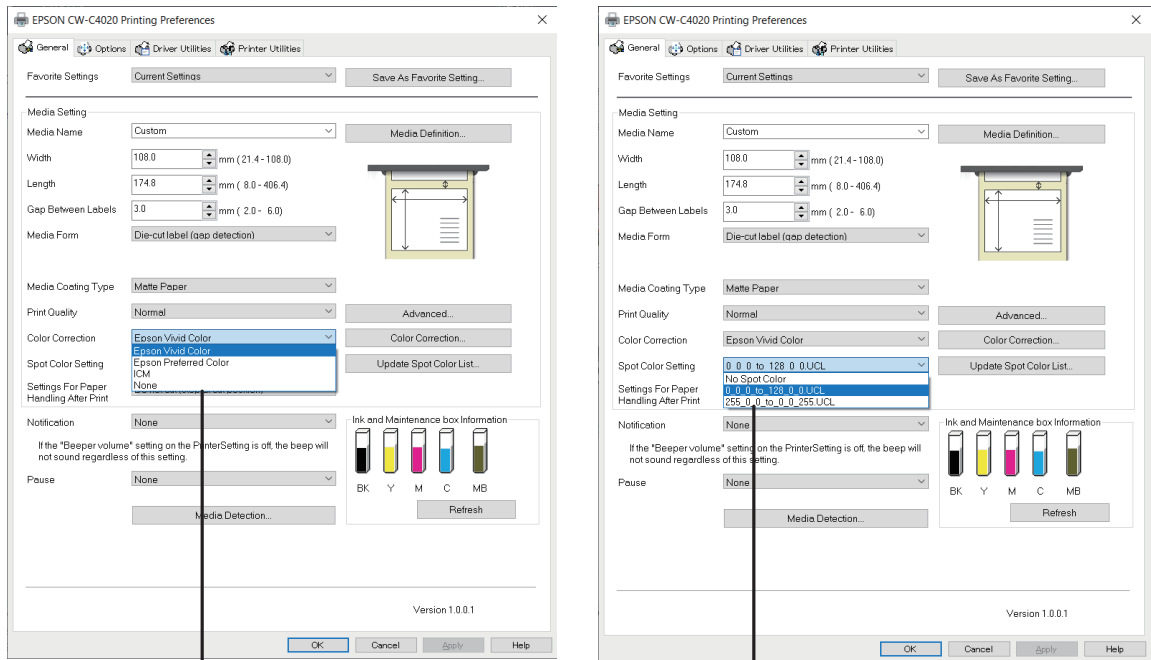 EPSON CW-C4020 Printing Preferences
General Options Driver Utilities Printer Utilities
Favorite Settings Current Settings Save As Favorite Setting...
Media Setting
Media Name Custom Media Definition...
Width 108.0 mm ( 21.4 - 108.0)
Length 174.8 mm ( 8.0 - 406.4)
Gap Between Labels 3.0 mm ( 2.0 - 6.0)
Media Form Die-cut label (gap detection)
Media Coating Type Matte Paper
Print Quality Normal Advanced...
Color Correction Epson Vivid Color Color Correction...
Epson Vivid Color
Spot Color Setting Epson Preferred Color Update Spot Color List...
ICM
Settings For Paper None
Handling After Print
Notification None Ink and Maintenance box Information
If the "Beeper volume" setting on the PrinterSetting is off, the beep will
not sound regardless of this setting.
Pause None
BK Y M C MB
Refresh
Media Detection...
Version 1.0.0.1
OK Cancel Apply Help
EPSON CW-C4020 Printing Preferences
General Options Driver Utilities Printer Utilities
Favorite Settings Current Settings Save As Favorite Setting...
Media Setting
Media Name Custom Media Definition...
Width 108.0 mm ( 21.4 - 108.0)
Length 174.8 mm ( 8.0 - 406.4)
Gap Between Labels 3.0 mm ( 2.0 - 6.0)
Media Form Die-cut label (gap detection)
Media Coating Type Matte Paper
Print Quality Normal Advanced...
Color Correction Epson Vivid Color Color Correction...
Spot Color Setting 0_0_0_to_128_0_0.UCL Update Spot Color List...
No Spot Color
Settings For Paper 0_0_0_to_128_0_0.UCL
Handling After Print 255_0_0_to_0_0_255.UCL
Notification None Ink and Maintenance box Information
If the "Beeper volume" setting on the PrinterSetting is off, the beep will
not sound regardless of this setting.
Pause None
BK Y M C MB
Refresh
Media Detection...
Version 1.0.0.1
OK Cancel Apply Help